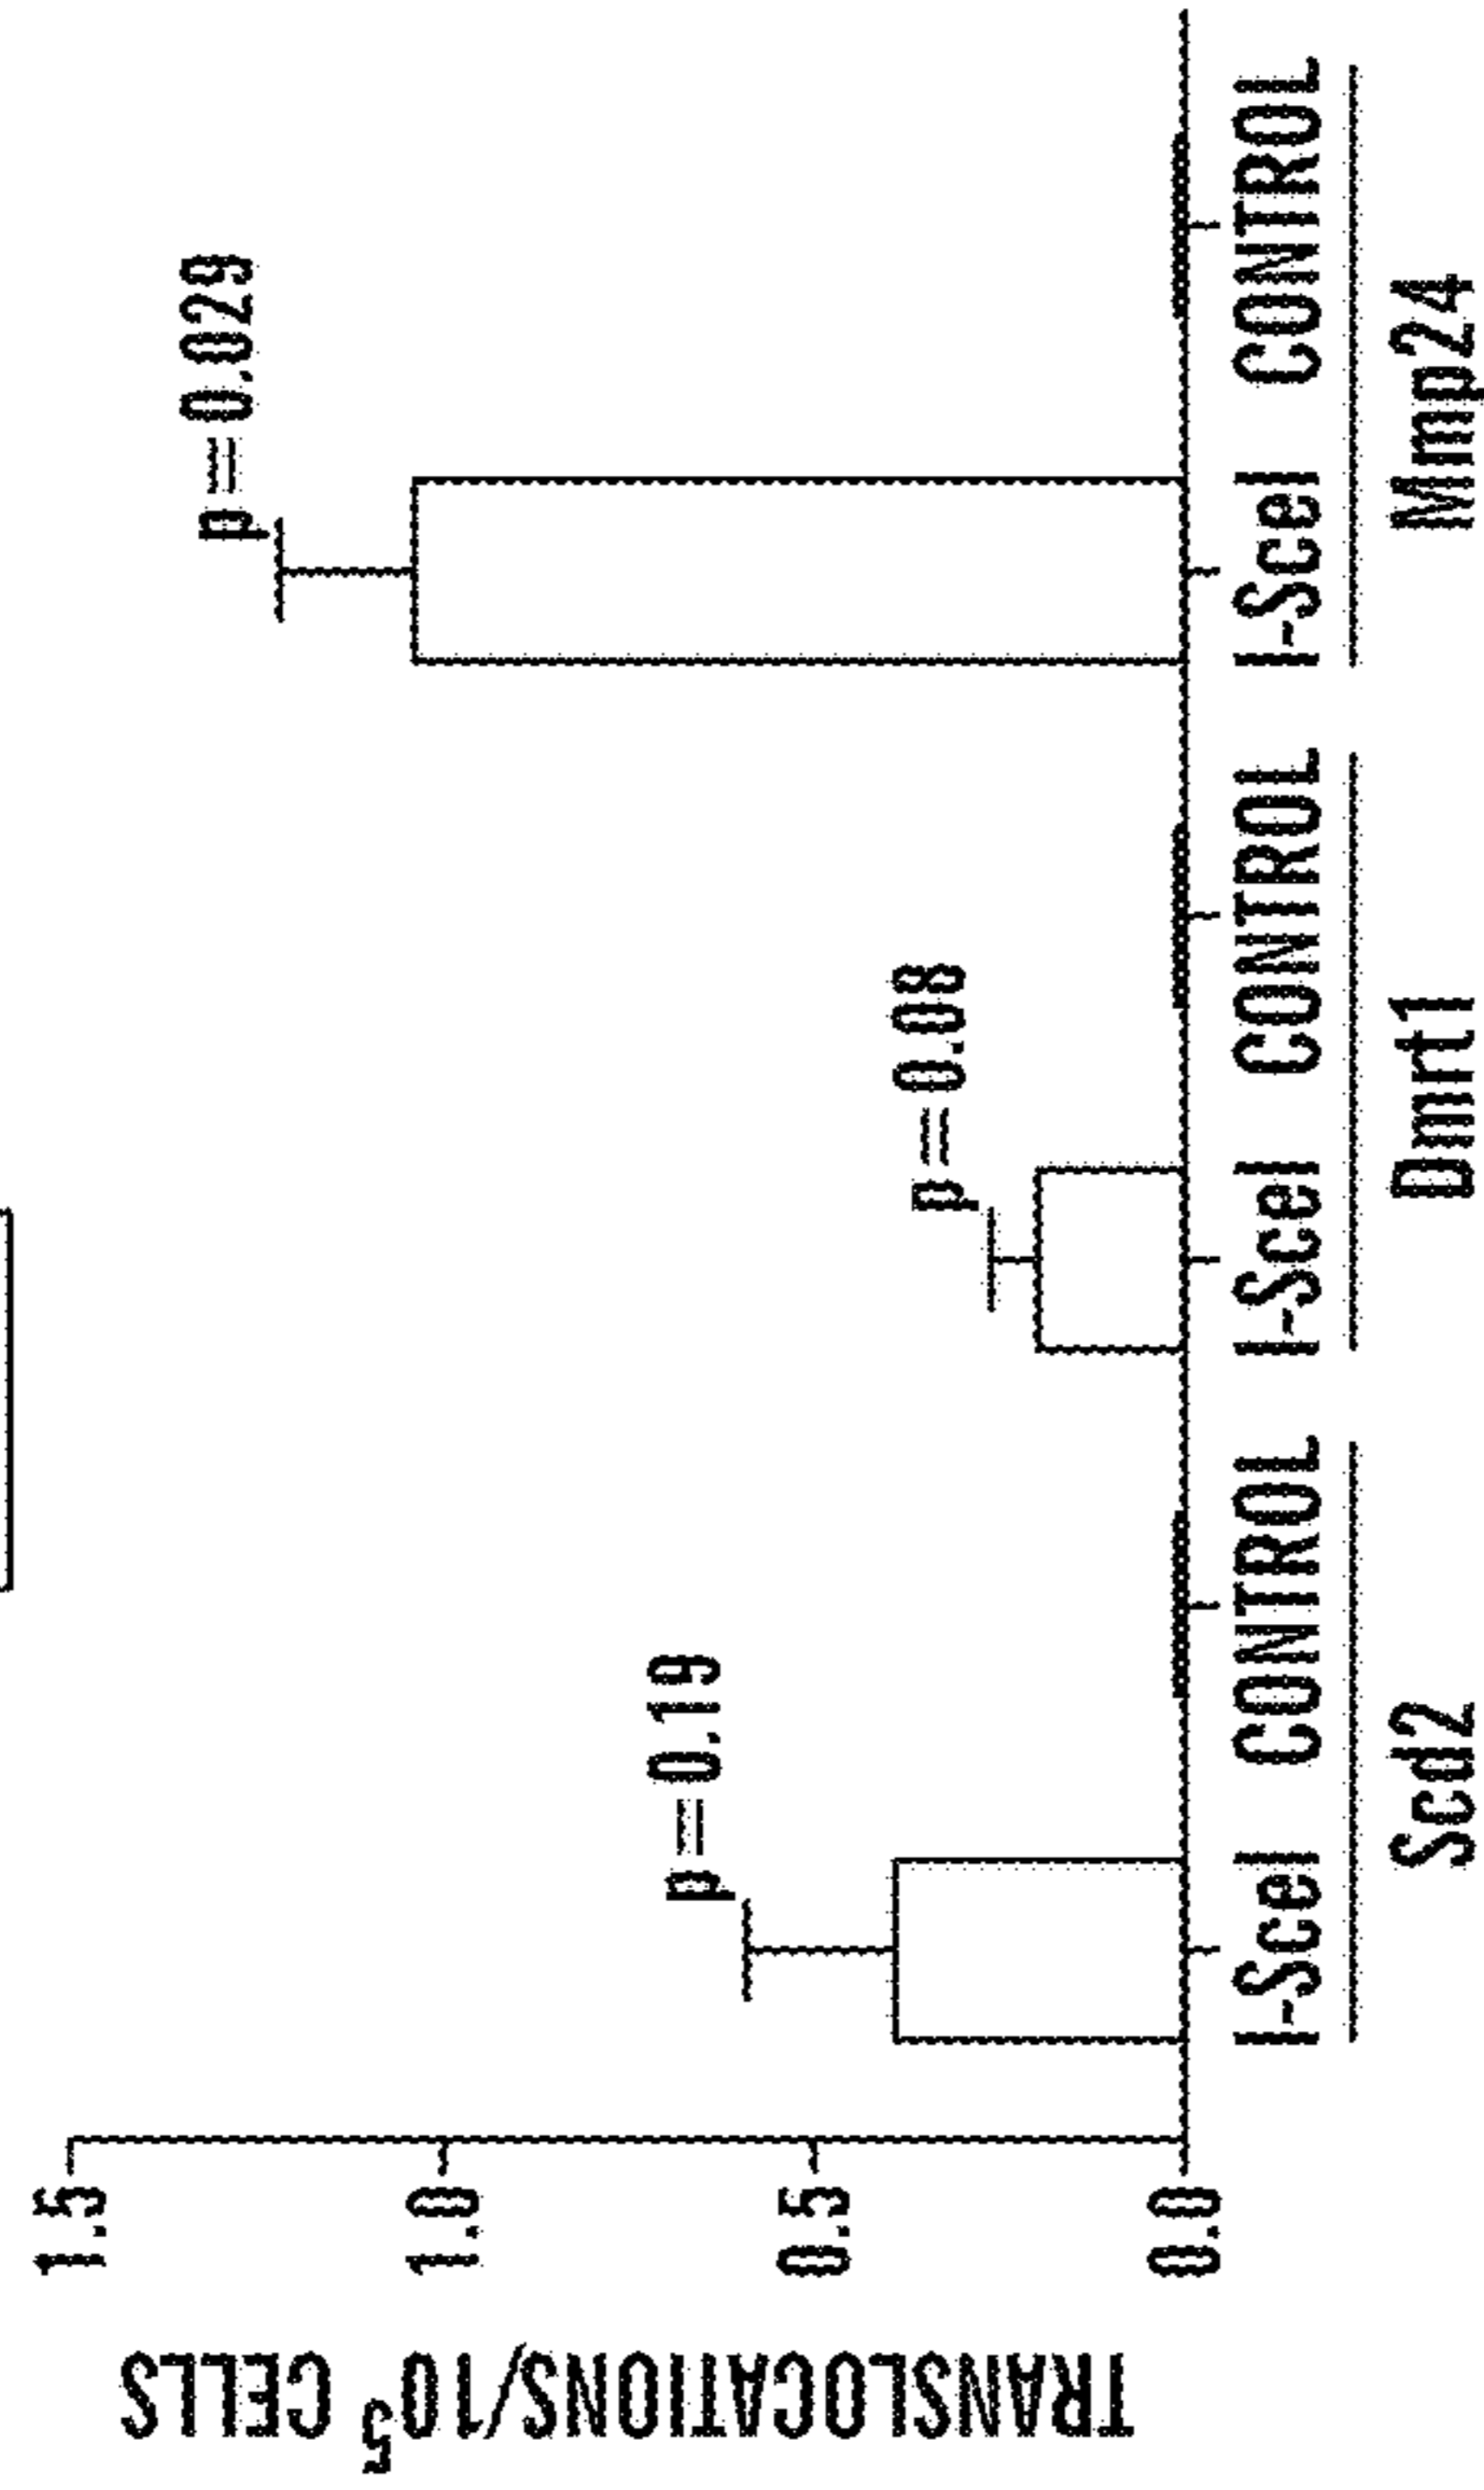 TRANSLOCATIONS/10⁵ CELLS
1.5
1.0
0.5
0.0
p=0.19
p=0.08
p=0.029
I-SceI CONTROL I-SceI CONTROL I-SceI CONTROL
Scd2 Dmrt1 Mmp24